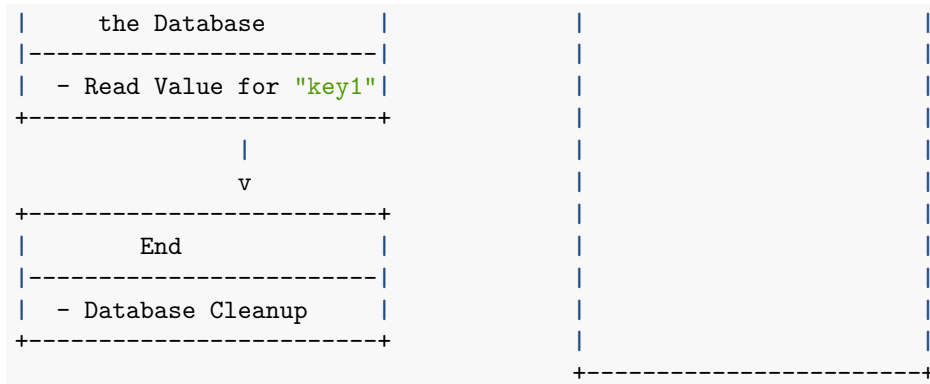 |     the Database        |             |                        |
|-------------------------|             |                        |
|  - Read Value for "key1"|             |                        |
+-------------------------+             |                        |
                |                       |                        |
                v                       |                        |
+-------------------------+             |                        |
|        End              |             |                        |
|-------------------------|             |                        |
|  - Database Cleanup     |             |                        |
+-------------------------+             |                        |
                                        +------------------------+